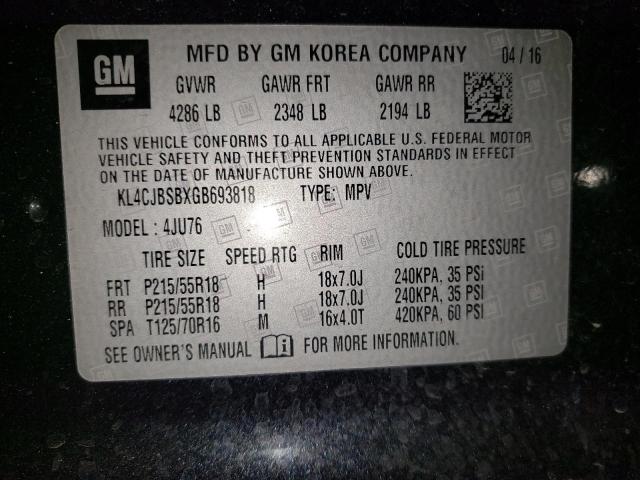 GM MFD BY GM KOREA COMPANY 04 / 16
GVWR GAWR FRT GAWR RR
4286 LB 2348 LB 2194 LB
THIS VEHICLE CONFORMS TO ALL APPLICABLE U.S. FEDERAL MOTOR
VEHICLE SAFETY AND THEFT PREVENTION STANDARDS IN EFFECT
ON THE DATE OF MANUFACTURE SHOWN ABOVE.
KL4CJBSBXGB693818 TYPE: MPV
MODEL : 4JU76
TIRE SIZE SPEED RTG RIM COLD TIRE PRESSURE
FRT P215/55R18 H 18x7.0J 240KPA, 35 PSi
RR P215/55R18 H 18x7.0J 240KPA, 35 PSI
SPA T125/70R16 M 16x4.0T 420KPA, 60 PSI
SEE OWNER'S MANUAL i FOR MORE INFORMATION.